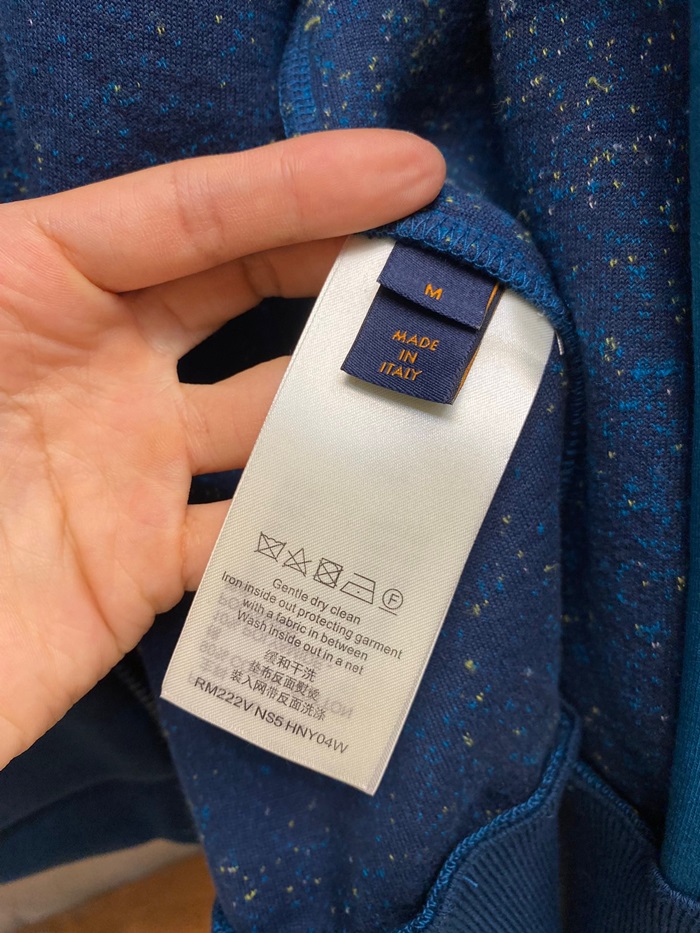 M
MADE
IN
ITALY
F
Gentle dry clean
Iron inside out protecting garment
with a fabric in between
Wash inside out in a net
缓和干洗
垫布反面熨烫
装入网带反面洗涤
RM222V NS5 HNY04W